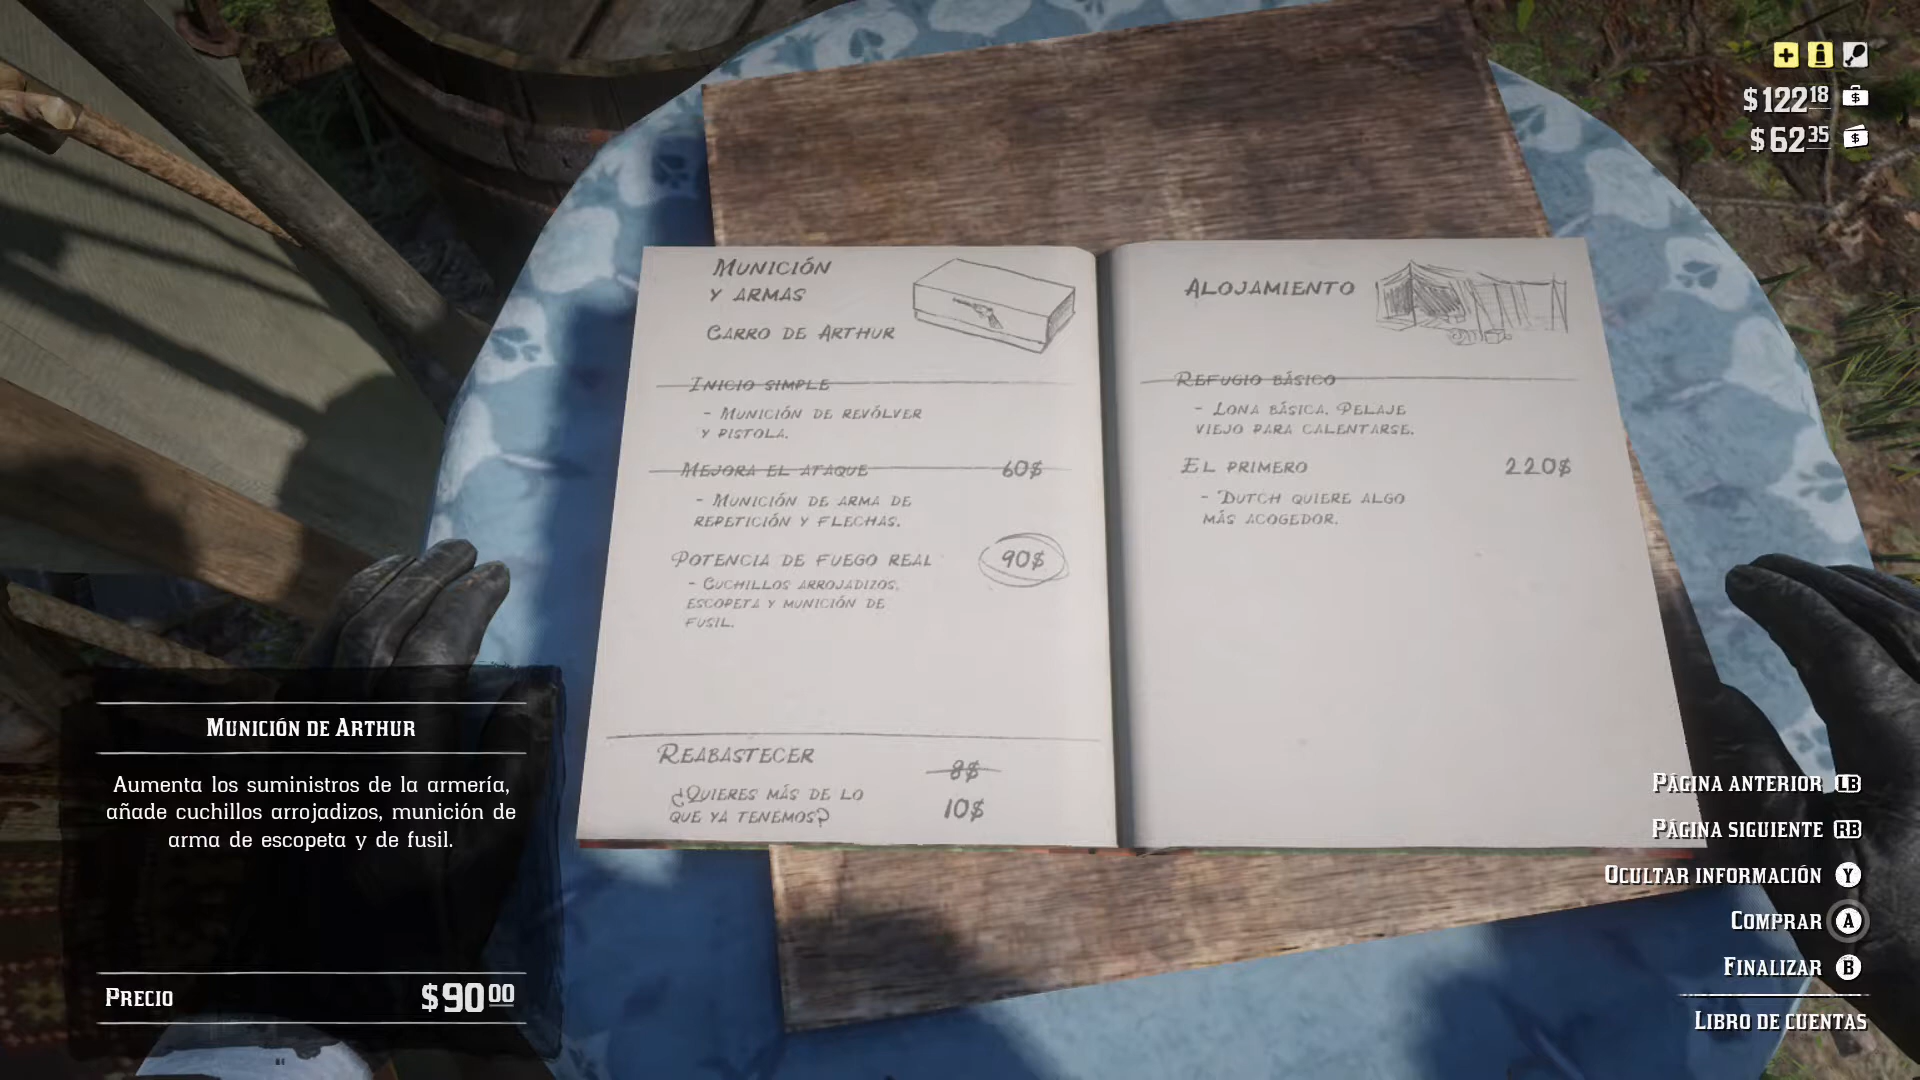 $122 18
$62 35
MUNICIÓN
Y ARMAS
CARRO DE ARTHUR
INICIO SIMPLE
- MUNICIÓN DE REVÓLVER
Y PISTOLA.
MEJORA EL ATAQUE 60$
- MUNICIÓN DE ARMA DE
REPETICIÓN Y FLECHAS.
POTENCIA DE FUEGO REAL 90$
- CUCHILLOS ARROJADIZOS,
ESCOPETA Y MUNICIÓN DE
FUSIL.
REABASTECER 8$
¿QUIERES MÁS DE LO
QUE YA TENEMOS? 10$
ALOJAMIENTO
REFUGIO BÁSICO
- LONA BÁSICA. PELAJE
VIEJO PARA CALENTARSE.
EL PRIMERO 220$
- DUTCH QUIERE ALGO
MÁS ACOGEDOR.
MUNICIÓN DE ARTHUR
Aumenta los suministros de la armería,
añade cuchillos arrojadizos, munición de
arma de escopeta y de fusil.
PRECIO $90 00
PÁGINA ANTERIOR LB
PÁGINA SIGUIENTE RB
OCULTAR INFORMACIÓN Y
COMPRAR A
FINALIZAR B
LIBRO DE CUENTAS